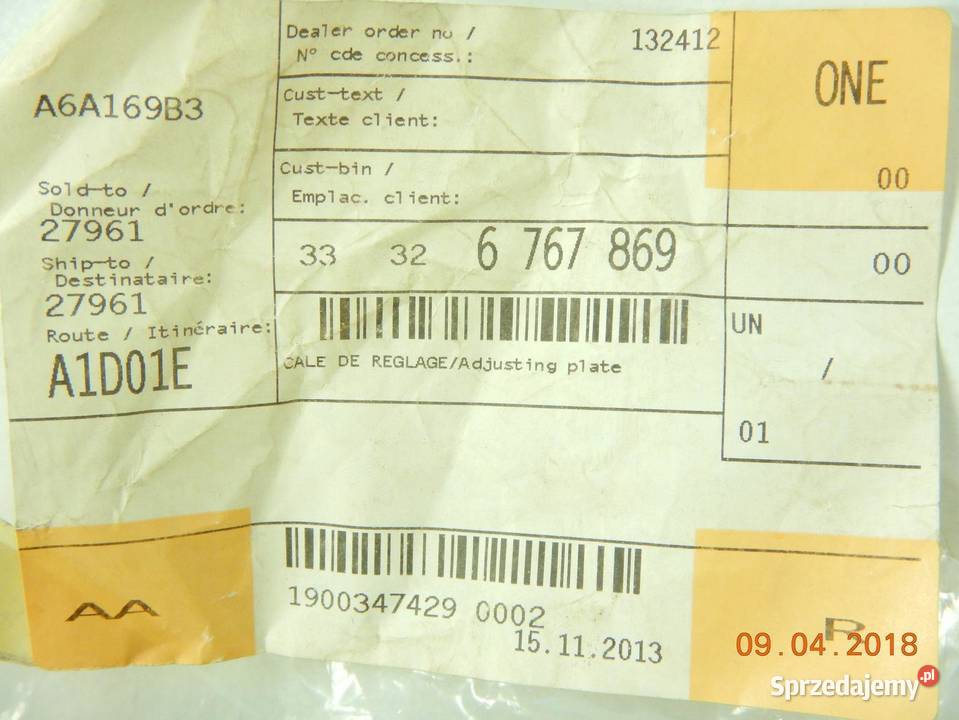 A6A169B3
Sold-to /
Donneur d'ordre:
27961
Ship-to /
Destinataire:
27961
Route / Itinéraire:
A1D01E
Dealer order no /
N° cde concess.:
132412
Cust-text /
Texte client:
Cust-bin /
Emplac. client:
33 32 6 767 869
CALE DE REGLAGE/Adjusting plate
ONE
00
00
UN
/
01
AA
1900347429 0002
15.11.2013
R
09.04.2018
Sprzedajemy.pl